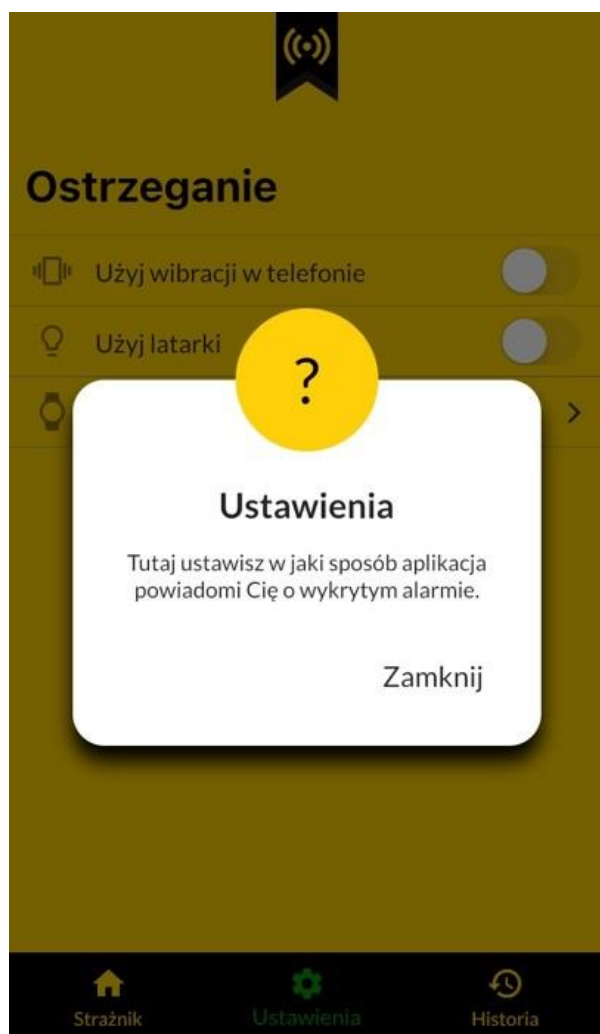 Ostrzeganie
Użyj wibracji w telefonie
Użyj latarki
?
Ustawienia
Tutaj ustawisz w jaki sposób aplikacja
powiadomi Cię o wykrytym alarmie.
Zamknij
Strażnik
Ustawienia
Historia